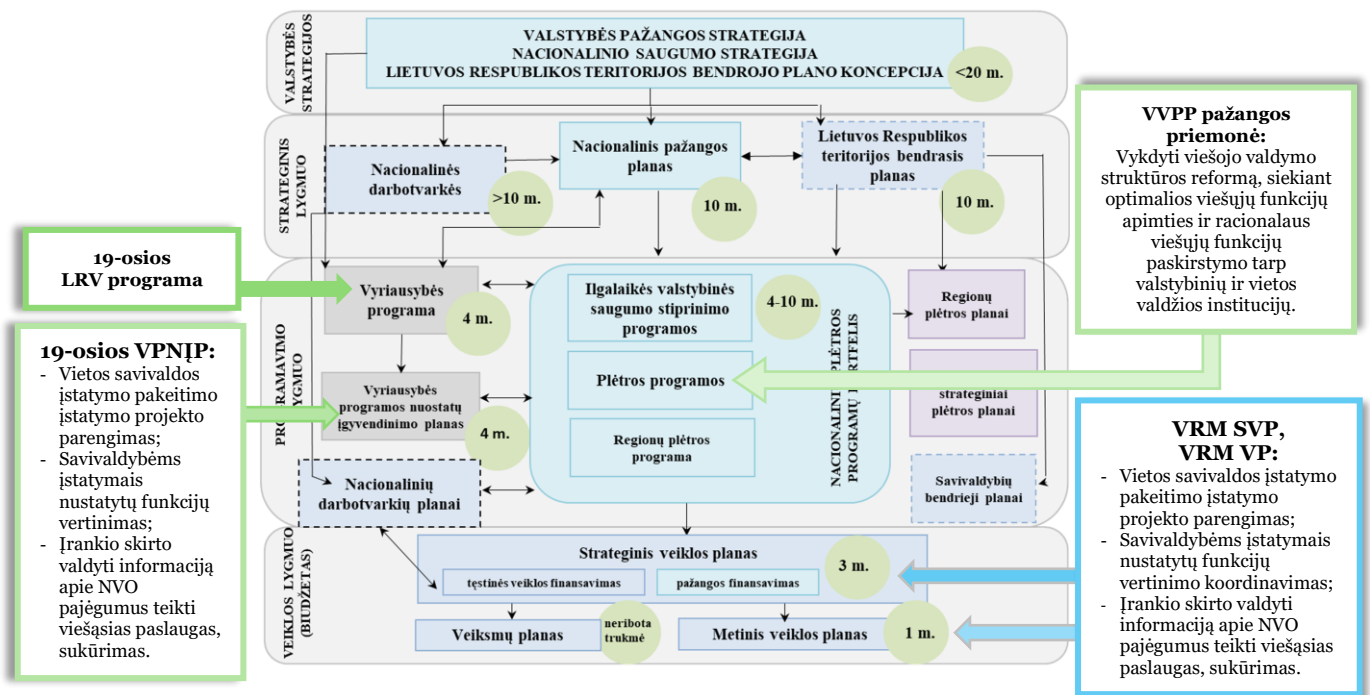 VALSTYBĖS
STRATEGIJOS
VALSTYBĖS PAŽANGOS STRATEGIJA
NACIONALINIO SAUGUMO STRATEGIJA
LIETUVOS RESPUBLIKOS TERITORIJOS BENDROJO PLANO KONCEPCIJA
<20 m.
STRATEGINIS
LYGMUO
Nacionalinės
darbotvarkės
>10 m.
Nacionalinis pažangos
planas
10 m.
Lietuvos Respublikos
teritorijos bendrasis
planas
10 m.
VVPP pažangos
priemonė:
Vykdyti viešojo valdymo
struktūros reformą, siekiant
optimalios viešųjų funkcijų
apimties ir racionalaus
viešųjų funkcijų
paskirstymo tarp
valstybinių ir vietos
valdžios institucijų.
19-osios
LRV programa
19-osios VPNĮP:
- Vietos savivaldos
įstatymo pakeitimo
įstatymo projekto
parengimas;
- Savivaldybėms
įstatymais
nustatytų funkcijų
vertinimas;
- Įrankio skirto
valdyti informaciją
apie NVO
pajėgumus teikti
viešąsias paslaugas,
sukūrimas.
LYGMUO
Vyriausybės
programa
4 m.
Vyriausybės
programos nuostatų
įgyvendinimo planas
4 m.
Nacionalinių
darbotvarkių planai
Ilgalaikės valstybinės
saugumo stiprinimo
programos
4-10 m.
Plėtros programos
Regionų plėtros
programa
NACIONALINI PLĖTROS
PROGRAMŲ
Regionų
plėtros planai
strateginiai
plėtros planai
Savivaldybių
bendrieji planai
VRM SVP,
VRM VP:
- Vietos savivaldos įstatymo
pakeitimo įstatymo
projekto parengimas;
- Savivaldybėms įstatymais
nustatytų funkcijų
vertinimo koordinavimas;
- Įrankio skirto valdyti
informaciją apie NVO
pajėgumus teikti viešąsias
paslaugas, sukūrimas.
VEIKLOS LYGMUO
(BIUDŽETAS)
Strateginis veiklos planas
3 m.
tęstinės veiklos finansavimas
pažangos finansavimas
Veiksmų planas
neribota
trukmė
Metinis veiklos planas
1 m.